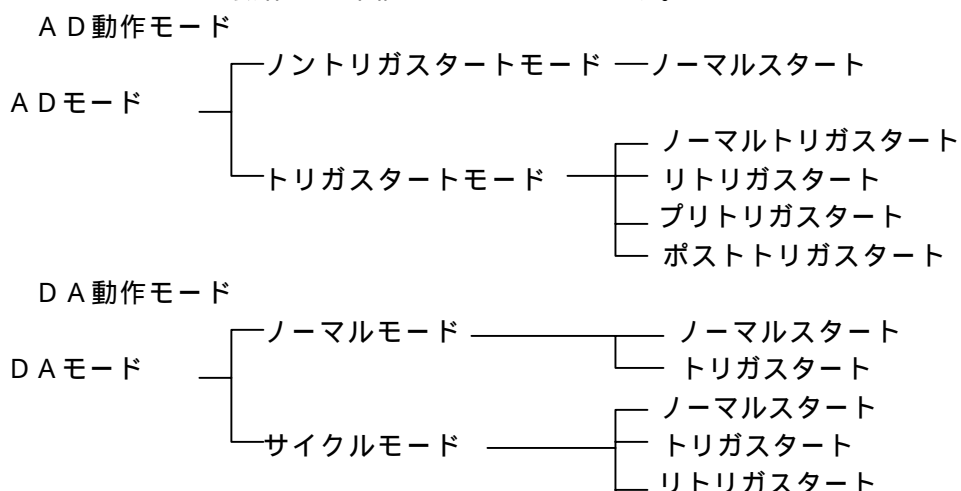 ＡＤ動作モード
ノントリガスタートモード ノーマルスタート
ＡＤモード
ノーマルトリガスタート
トリガスタートモード リトリガスタート
プリトリガスタート
ポストトリガスタート
ＤＡ動作モード
ノーマルモード ノーマルスタート
ＤＡモード トリガスタート
ノーマルスタート
サイクルモード トリガスタート
リトリガスタート